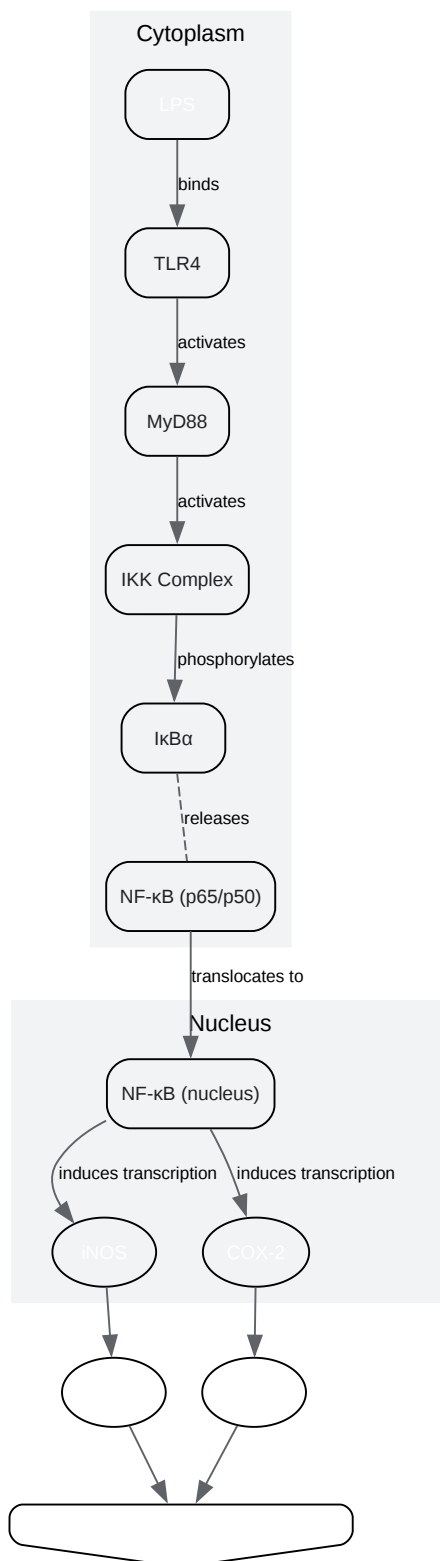 Cytoplasm
LPS
binds
TLR4
activates
MyD88
activates
IKK Complex
phosphorylates
IκBα
releases
NF-κB (p65/p50)
translocates to
Nucleus
NF-κB (nucleus)
induces transcription
induces transcription
iNOS
COX-2